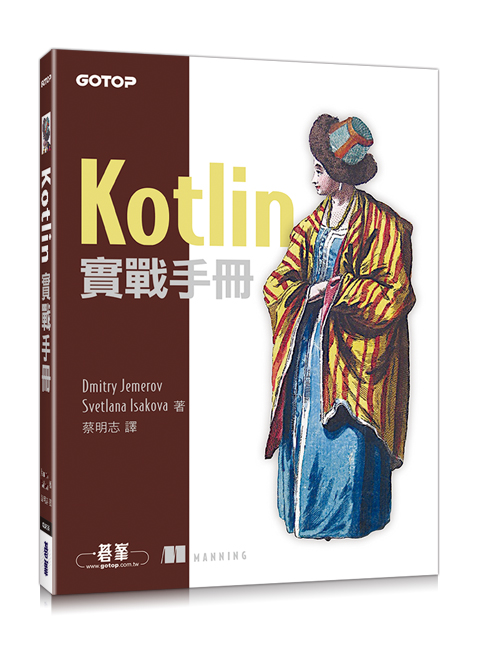 GOTOP
Kotlin
實戰手冊
Dmitry Jemerov
Svetlana Isakova 著
蔡明志 譯
碁峯
www.gotop.com.tw
MANNING
Kotlin 實戰手冊